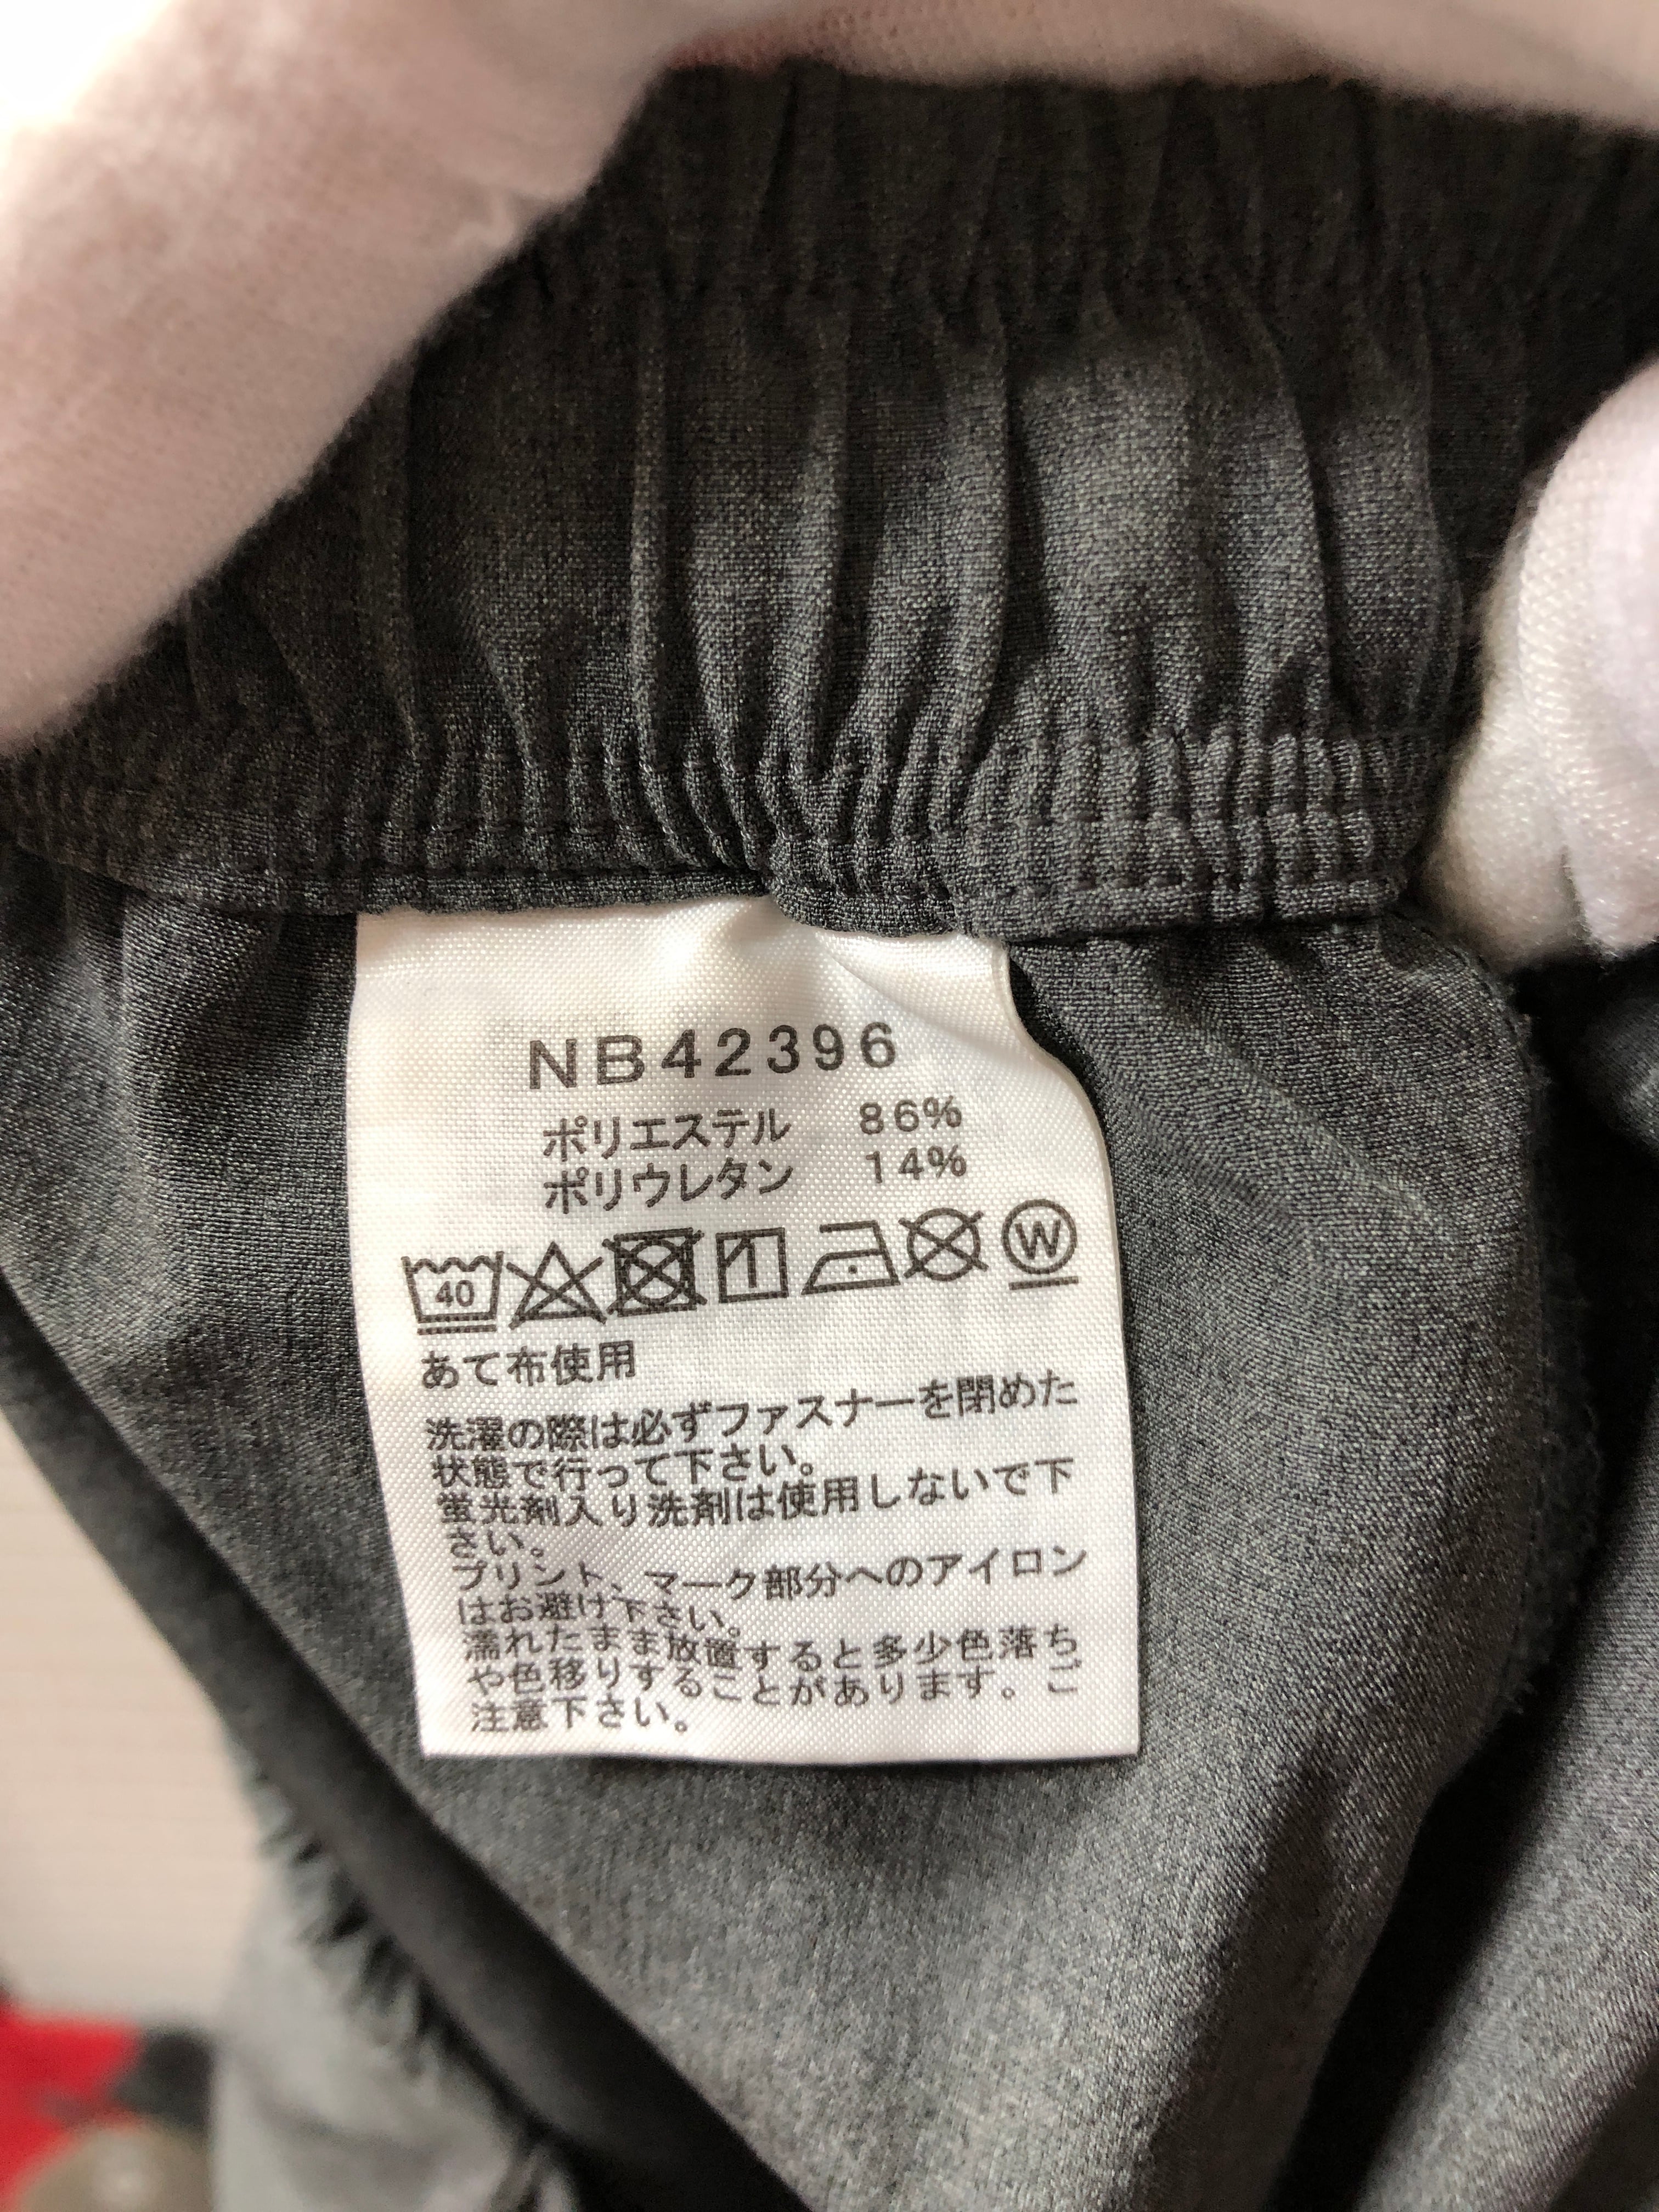 NB42396
ポリエステル 86%
ポリウレタン 14%
40 W
あて布使用
洗濯の際は必ずファスナーを閉めた
状態で行って下さい。
蛍光剤入り洗剤は使用しないで下
さい。
プリント、マーク部分へのアイロン
はお避け下さい。
濡れたまま放置すると多少色落ち
や色移りすることがあります。ご
注意下さい。